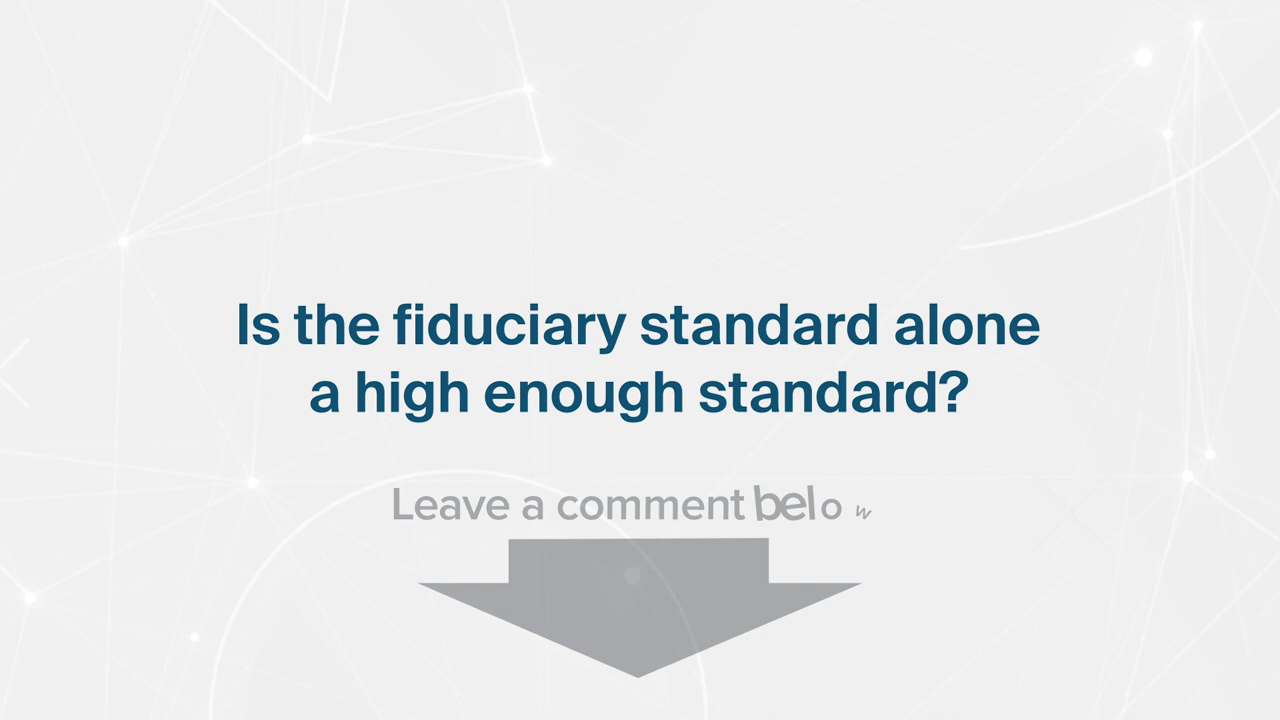 Is the fiduciary standard alone
a high enough standard?
Leave a comment below